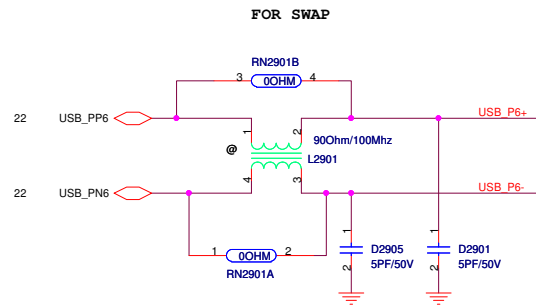 FOR SWAP
RN2901B
3 0OHM 4
22 USB_PP6 USB_P6+
1 2 90Ohm/100Mhz
@ L2901
4 3
22 USB_PN6 USB_P6-
1 0OHM 2
RN2901A
1 1
D2905 D2901
5PF/50V 5PF/50V
2 2